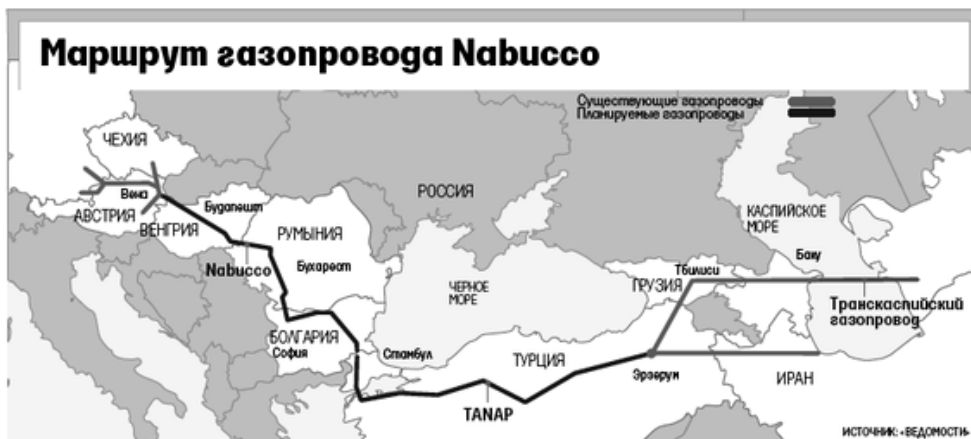 Маршрут газопровода Nabucco
Существующие газопроводы
Планируемые газопроводы
ЧЕХИЯ
Вена
АВСТРИЯ
Будапешт
ВЕНГРИЯ
РУМЫНИЯ
РОССИЯ
КАСПИЙСКОЕ
МОРЕ
Nabucco
Бухарест
Тбилиси
Баку
ГРУЗИЯ
ЧЕРНОЕ
МОРЕ
Транскаспийский
газопровод
БОЛГАРИЯ
София
Стамбул
ТУРЦИЯ
Эрзерум
ИРАН
TANAP
ИСТОЧНИК: «ВЕДОМОСТИ»